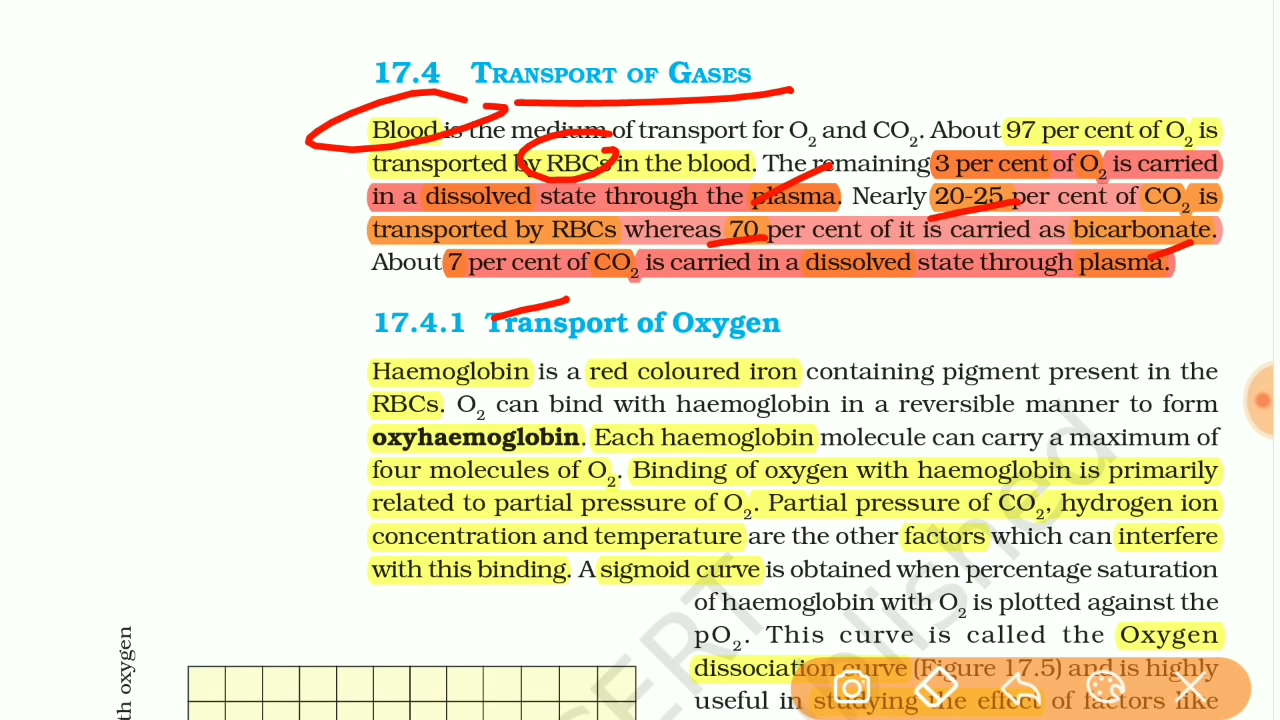 17.4 TRANSPORT OF GASES
Blood is the medium of transport for O₂ and CO₂. About 97 per cent of O₂ is
transported by RBCs in the blood. The remaining 3 per cent of O₂ is carried
in a dissolved state through the plasma. Nearly 20-25 per cent of CO₂ is
transported by RBCs whereas 70 per cent of it is carried as bicarbonate.
About 7 per cent of CO₂ is carried in a dissolved state through plasma.
17.4.1 Transport of Oxygen
Haemoglobin is a red coloured iron containing pigment present in the
RBCs. O₂ can bind with haemoglobin in a reversible manner to form
oxyhaemoglobin. Each haemoglobin molecule can carry a maximum of
four molecules of O₂. Binding of oxygen with haemoglobin is primarily
related to partial pressure of O₂. Partial pressure of CO₂, hydrogen ion
concentration and temperature are the other factors which can interfere
with this binding. A sigmoid curve is obtained when percentage saturation
of haemoglobin with O₂ is plotted against the
pO₂. This curve is called the Oxygen
dissociation curve (Figure 17.5) and is highly
useful in studying the effect of factors like
th oxygen
ERT
blished